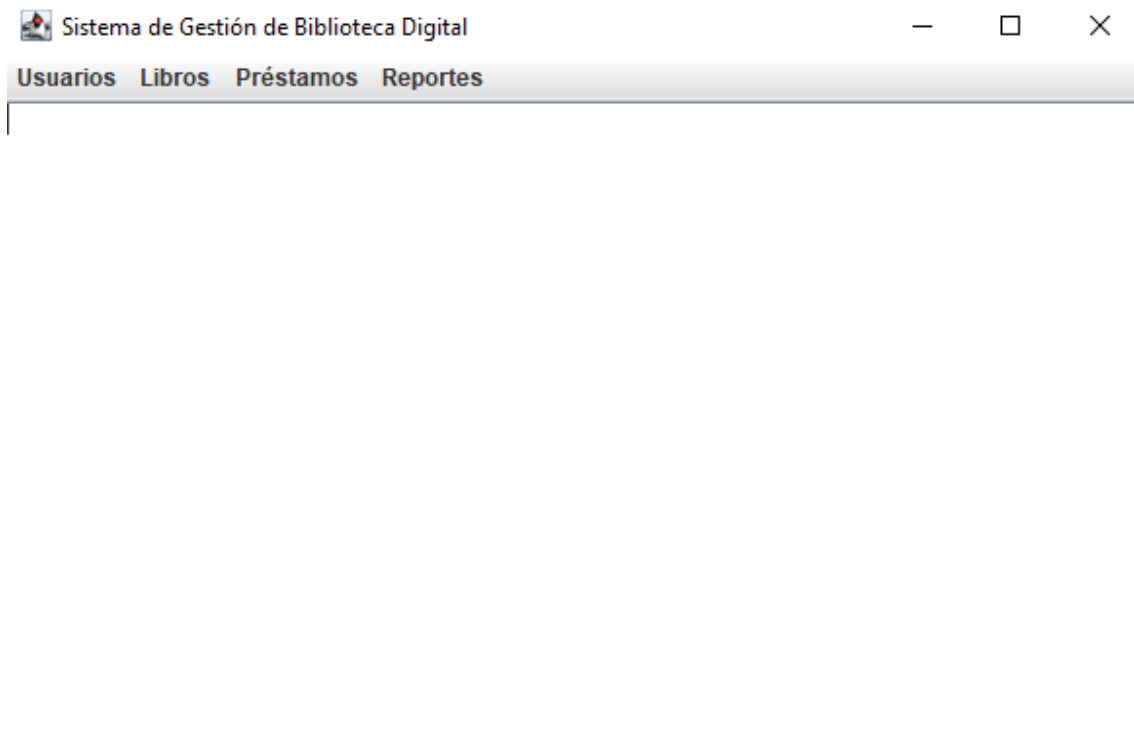 Sistema de Gestión de Biblioteca Digital
Usuarios Libros Préstamos Reportes